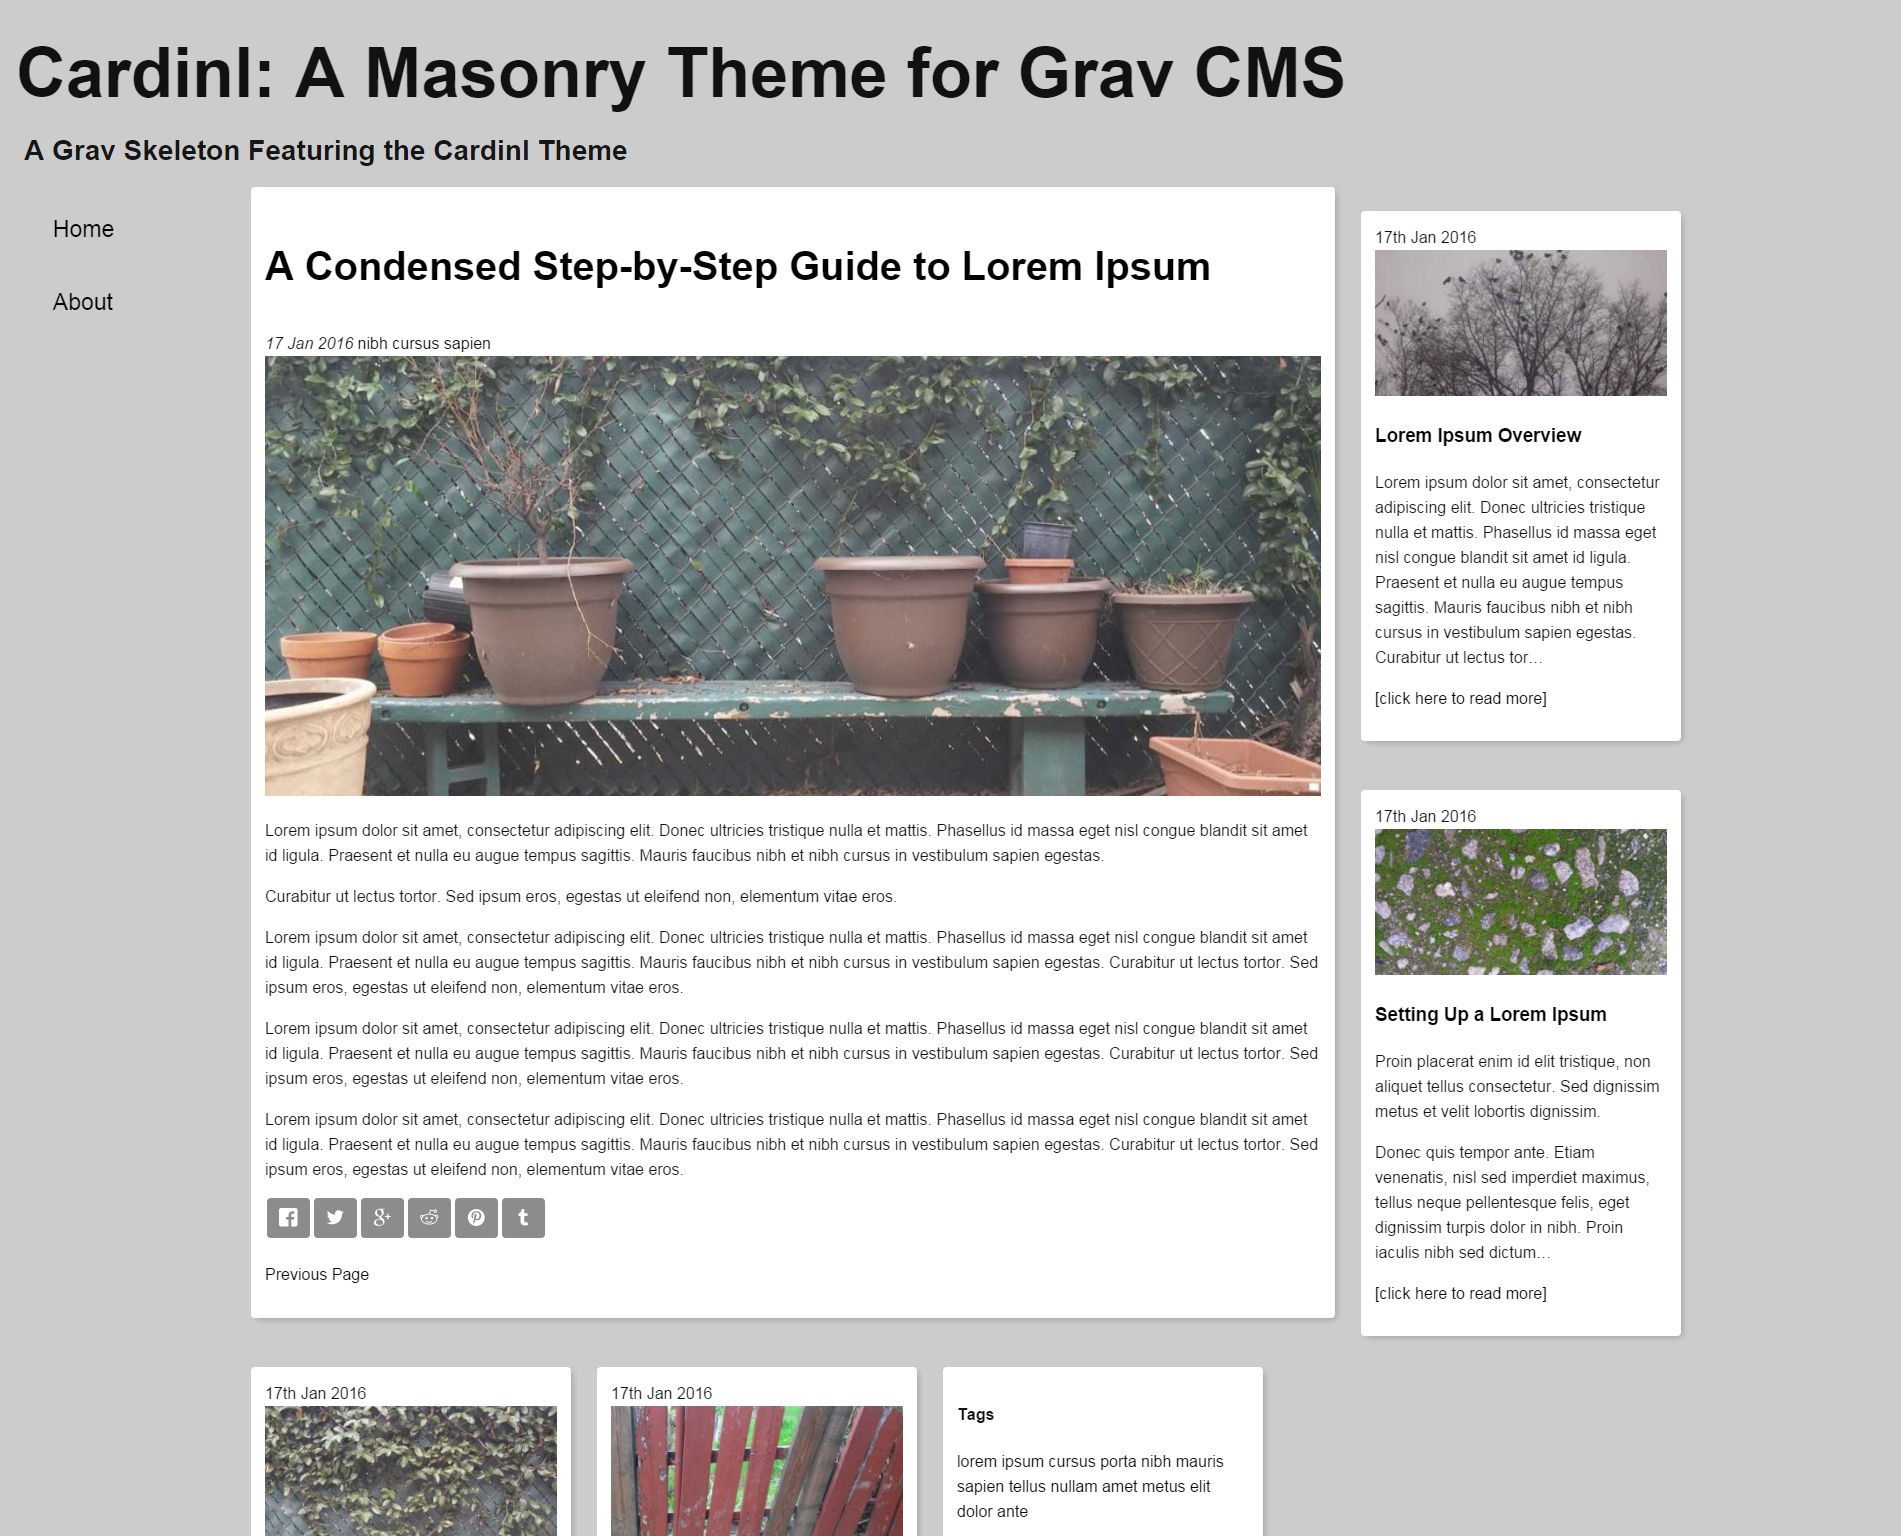 Cardinl: A Masonry Theme for Grav CMS
A Grav Skeleton Featuring the Cardinl Theme
Home
About
A Condensed Step-by-Step Guide to Lorem Ipsum
17 Jan 2016 nibh cursus sapien
Lorem ipsum dolor sit amet, consectetur adipiscing elit. Donec ultricies tristique nulla et mattis. Phasellus id massa eget nisl congue blandit sit amet
id ligula. Praesent et nulla eu augue tempus sagittis. Mauris faucibus nibh et nibh cursus in vestibulum sapien egestas.
Curabitur ut lectus tortor. Sed ipsum eros, egestas ut eleifend non, elementum vitae eros.
Lorem ipsum dolor sit amet, consectetur adipiscing elit. Donec ultricies tristique nulla et mattis. Phasellus id massa eget nisl congue blandit sit amet
id ligula. Praesent et nulla eu augue tempus sagittis. Mauris faucibus nibh et nibh cursus in vestibulum sapien egestas. Curabitur ut lectus tortor. Sed
ipsum eros, egestas ut eleifend non, elementum vitae eros.
Lorem ipsum dolor sit amet, consectetur adipiscing elit. Donec ultricies tristique nulla et mattis. Phasellus id massa eget nisl congue blandit sit amet
id ligula. Praesent et nulla eu augue tempus sagittis. Mauris faucibus nibh et nibh cursus in vestibulum sapien egestas. Curabitur ut lectus tortor. Sed
ipsum eros, egestas ut eleifend non, elementum vitae eros.
Lorem ipsum dolor sit amet, consectetur adipiscing elit. Donec ultricies tristique nulla et mattis. Phasellus id massa eget nisl congue blandit sit amet
id ligula. Praesent et nulla eu augue tempus sagittis. Mauris faucibus nibh et nibh cursus in vestibulum sapien egestas. Curabitur ut lectus tortor. Sed
ipsum eros, egestas ut eleifend non, elementum vitae eros.
Previous Page
17th Jan 2016
Lorem Ipsum Overview
Lorem ipsum dolor sit amet, consectetur
adipiscing elit. Donec ultricies tristique
nulla et mattis. Phasellus id massa eget
nisl congue blandit sit amet id ligula.
Praesent et nulla eu augue tempus
sagittis. Mauris faucibus nibh et nibh
cursus in vestibulum sapien egestas.
Curabitur ut lectus tor…
[click here to read more]
17th Jan 2016
Setting Up a Lorem Ipsum
Proin placerat enim id elit tristique, non
aliquet tellus consectetur. Sed dignissim
metus et velit lobortis dignissim.
Donec quis tempor ante. Etiam
venenatis, nisl sed imperdiet maximus,
tellus neque pellentesque felis, eget
dignissim turpis dolor in nibh. Proin
iaculis nibh sed dictum…
[click here to read more]
17th Jan 2016
17th Jan 2016
Tags
lorem ipsum cursus porta nibh mauris
sapien tellus nullam amet metus elit
dolor ante